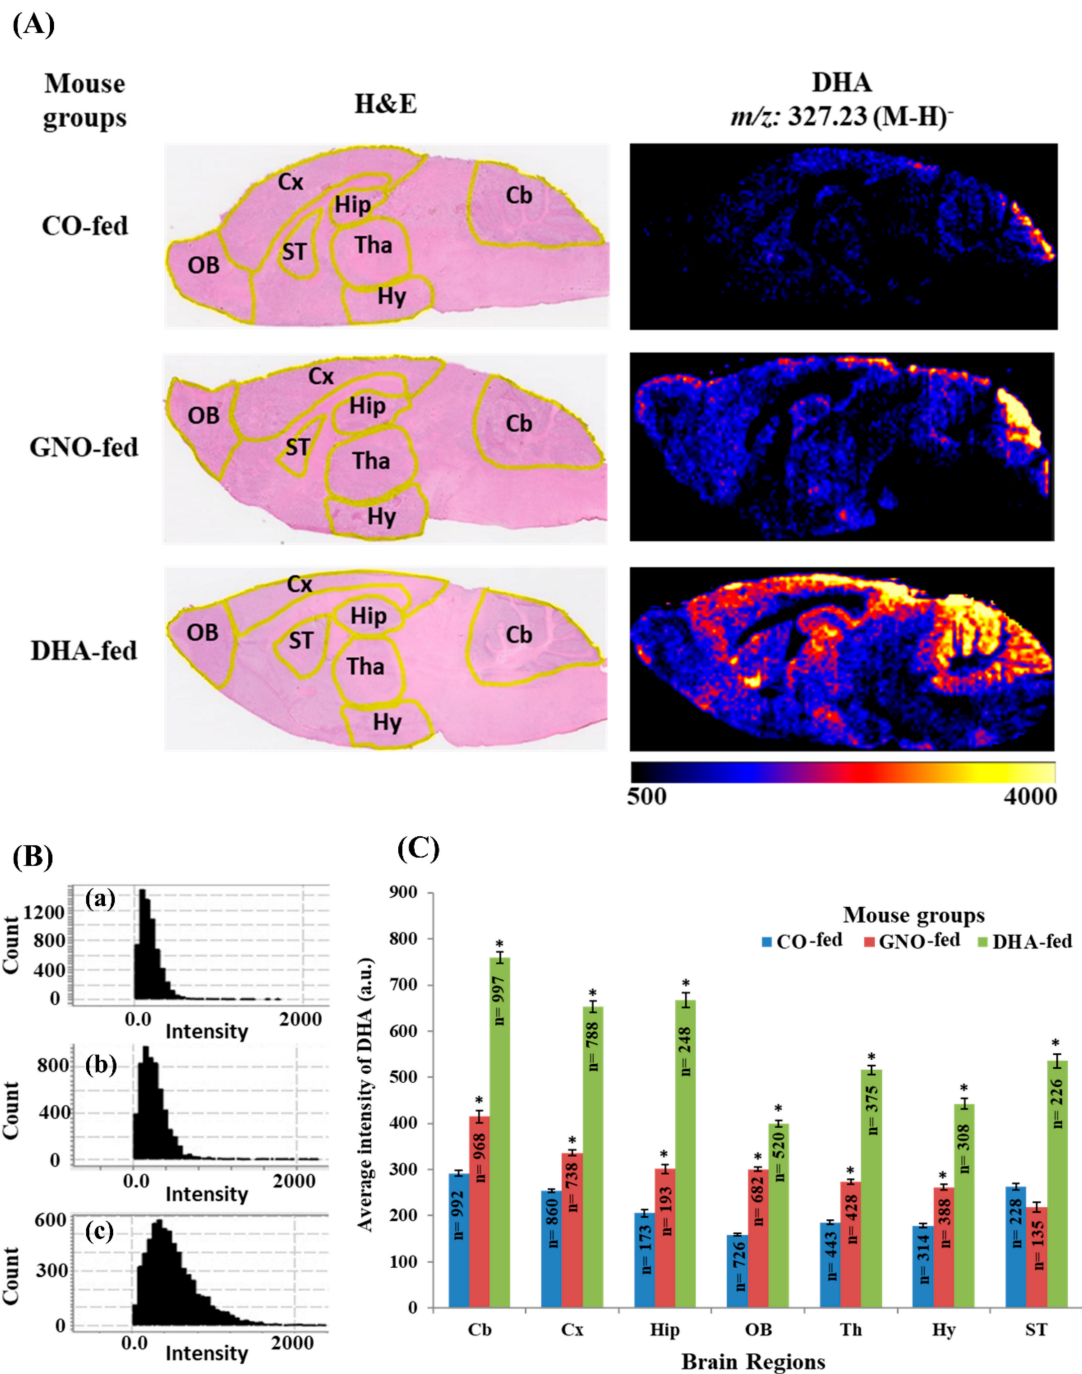 (A)
Mouse
groups
H&E
DHA
m/z: 327.23 (M-H)-
CO-fed
Cx
Hip
Cb
ST
Tha
OB
Hy
GNO-fed
Cx
OB
Hip
Cb
ST
Tha
Hy
DHA-fed
Cx
OB
Hip
ST
Cb
Tha
Hy
500
4000
(B)
(a)
Count
1200
800
400
0
0.0
Intensity
2000
(b)
Count
800
400
0
0.0
Intensity
2000
(c)
Count
600
300
0
0.0
Intensity
2000
(C)
Average intensity of DHA (a.u.)
900
800
700
600
500
400
300
200
100
0
Mouse groups
CO-fed GNO-fed DHA-fed
n= 992
* n= 968
* n= 997
n= 860
* n= 738
* n= 788
n= 173
* n= 193
* n= 248
n= 726
* n= 682
* n= 520
n= 443
* n= 428
* n= 375
n= 314
* n= 388
* n= 308
n= 228
n= 135
* n= 226
Cb Cx Hip OB Th Hy ST
Brain Regions